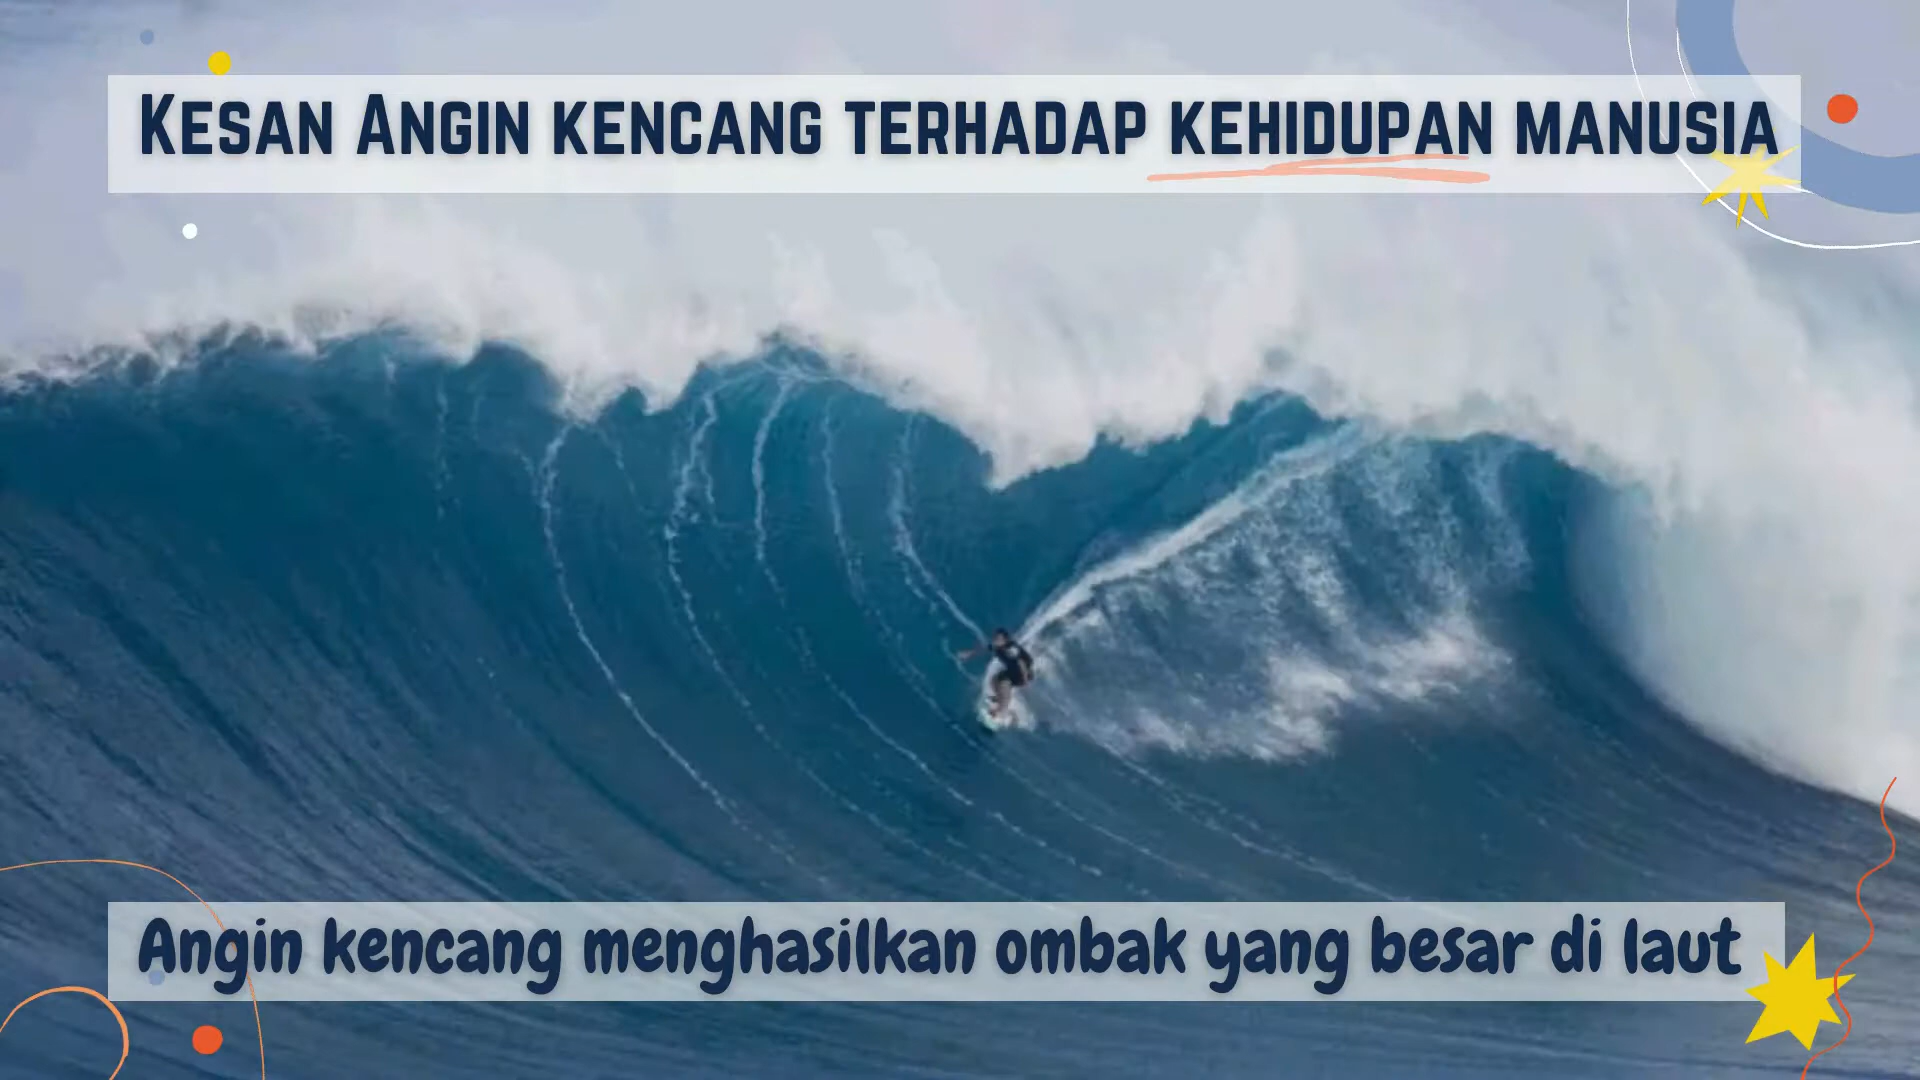 Kesan Angin kencang terhadap kehidupan manusia
Angin kencang menghasilkan ombak yang besar di laut